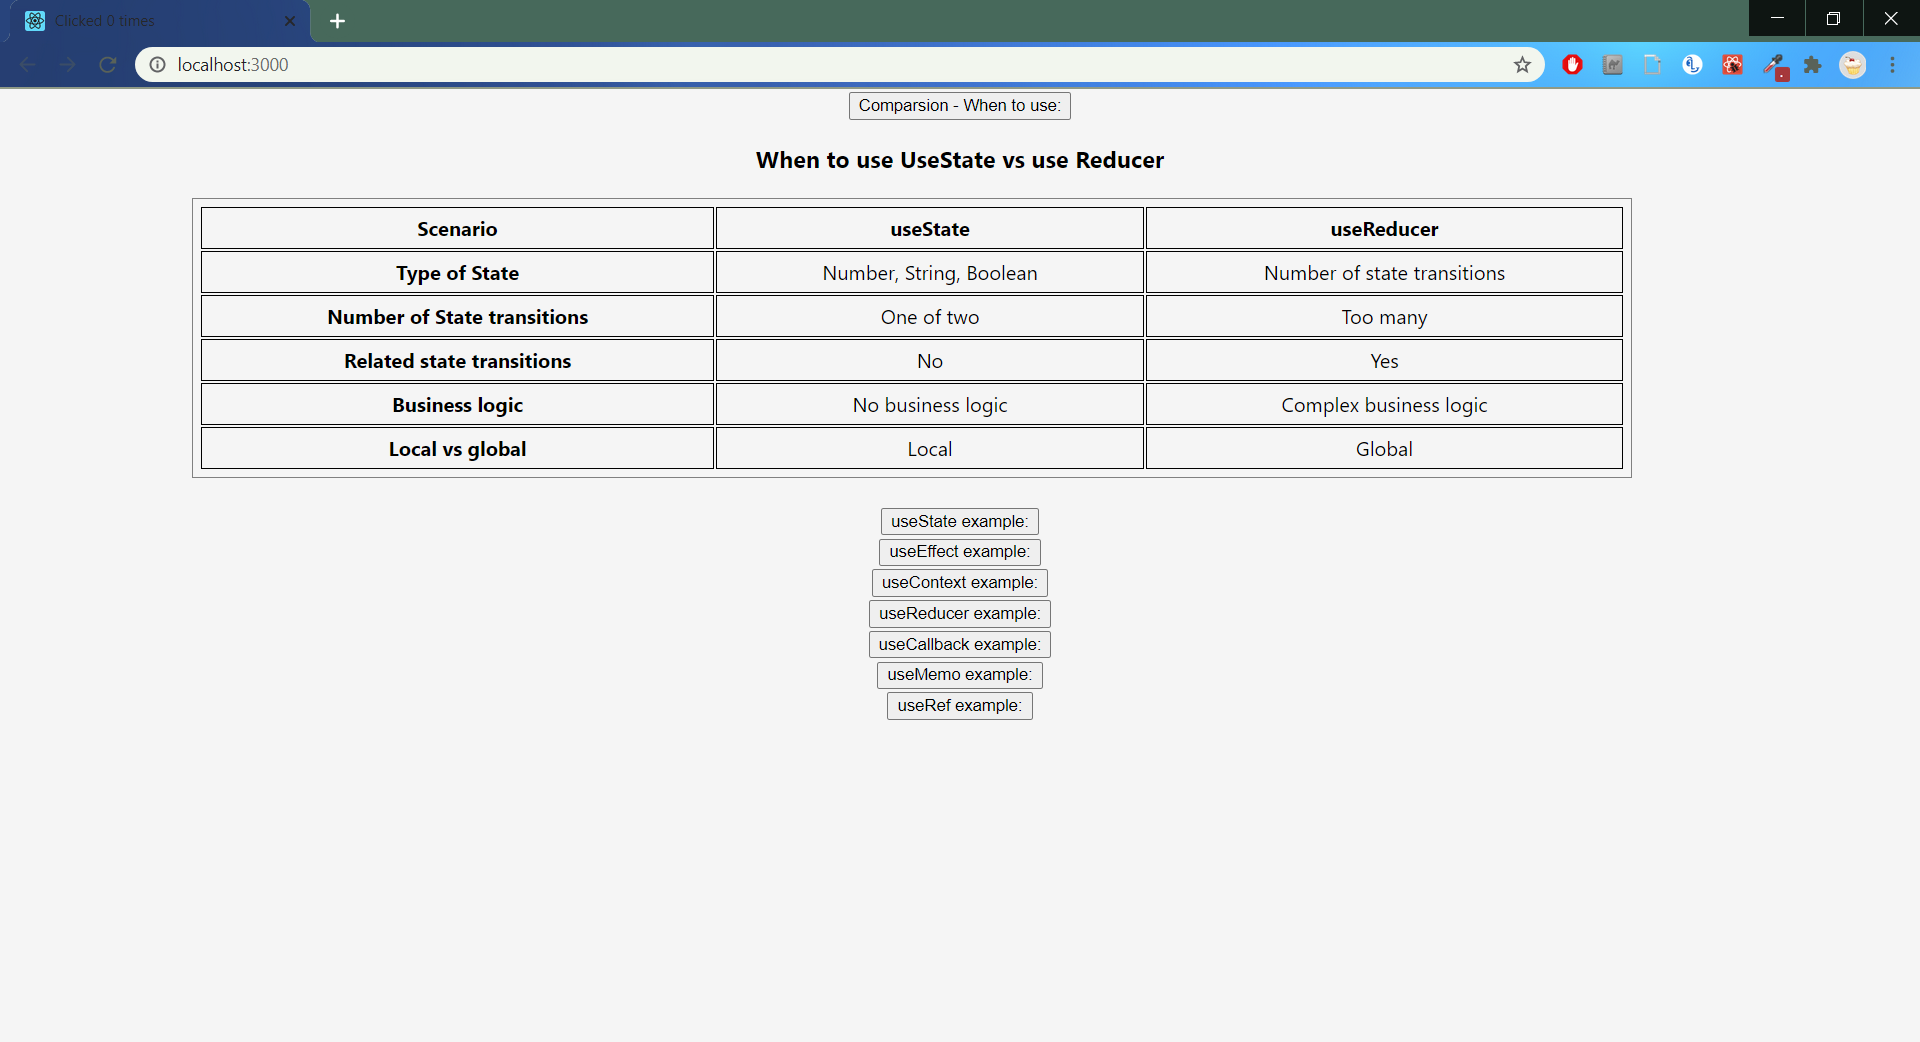 Clicked 0 times
localhost:3000
Comparsion - When to use:
When to use UseState vs use Reducer
Scenario useState useReducer
Type of State Number, String, Boolean Number of state transitions
Number of State transitions One of two Too many
Related state transitions No Yes
Business logic No business logic Complex business logic
Local vs global Local Global
useState example:
useEffect example:
useContext example:
useReducer example:
useCallback example:
useMemo example:
useRef example: